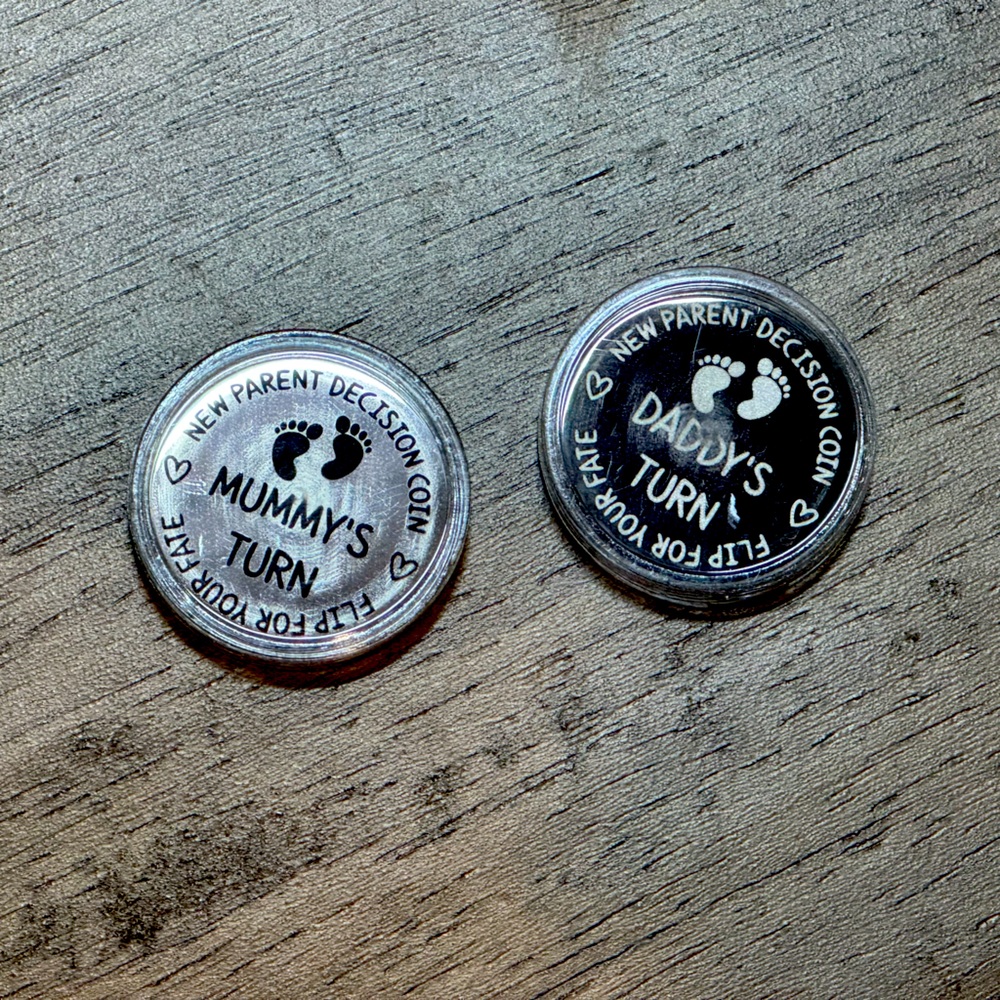 NEW PARENT DECISION COIN
MUMMY'S
TURN
FLIP FOR YOUR FATE
NEW PARENT DECISION COIN
DADDY'S
TURN
FLIP FOR YOUR FATE